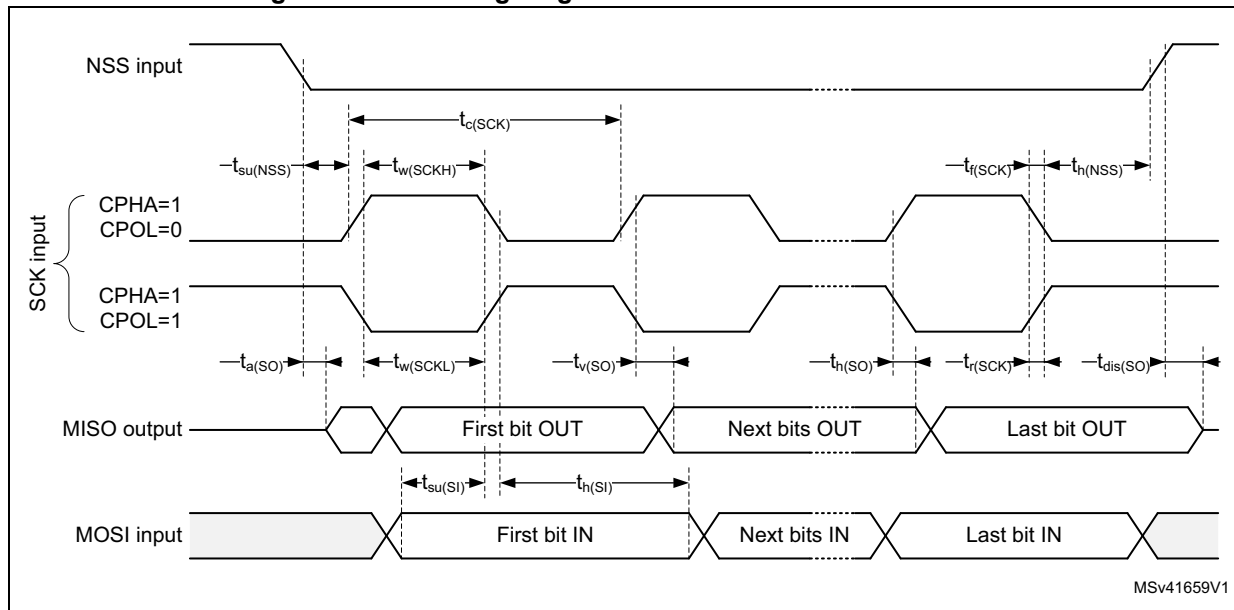 NSS input
tc(SCK)
tsu(NSS)
tw(SCKH)
tf(SCK)
th(NSS)
SCK input
CPHA=1
CPOL=0
CPHA=1
CPOL=1
ta(SO)
tw(SCKL)
tv(SO)
th(SO)
tr(SCK)
tdis(SO)
MISO output
First bit OUT
Next bits OUT
Last bit OUT
tsu(SI)
th(SI)
MOSI input
First bit IN
Next bits IN
Last bit IN
MSv41659V1